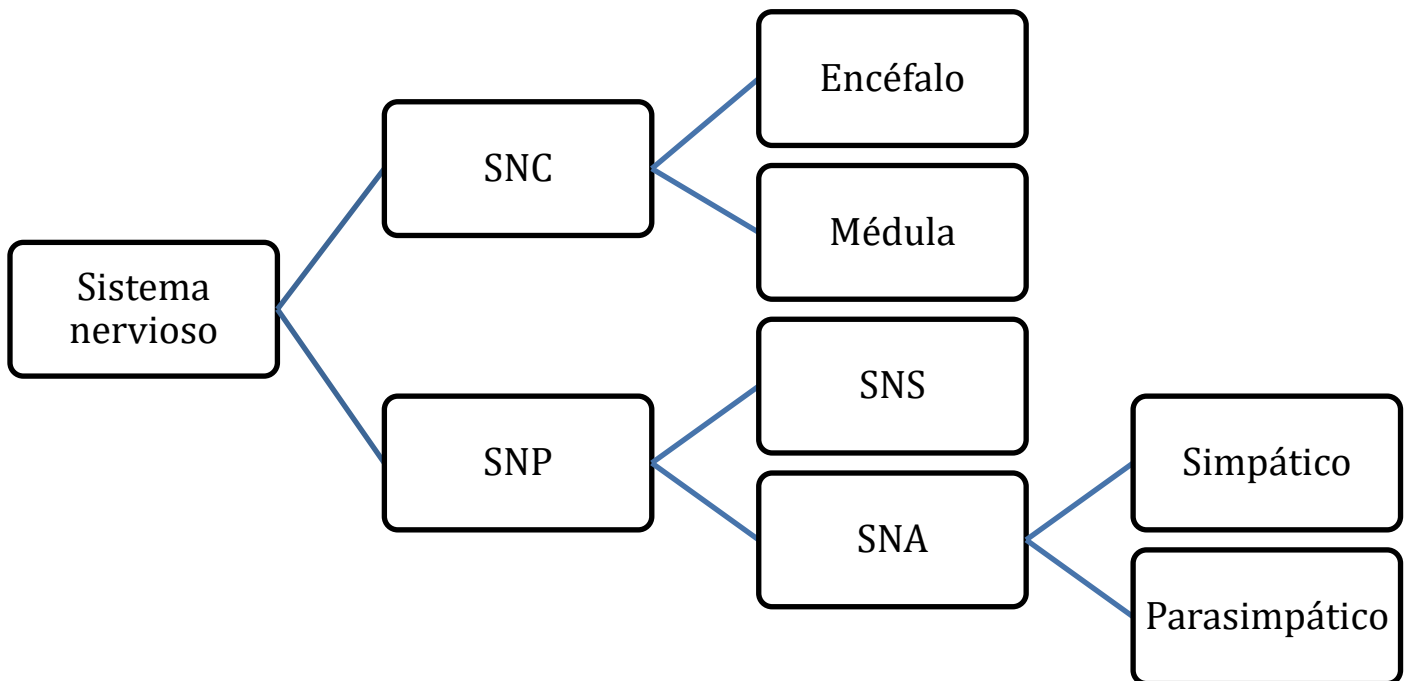 Sistema
nervioso
SNC
Encéfalo
Médula
SNP
SNS
SNA
Simpático
Parasimpático